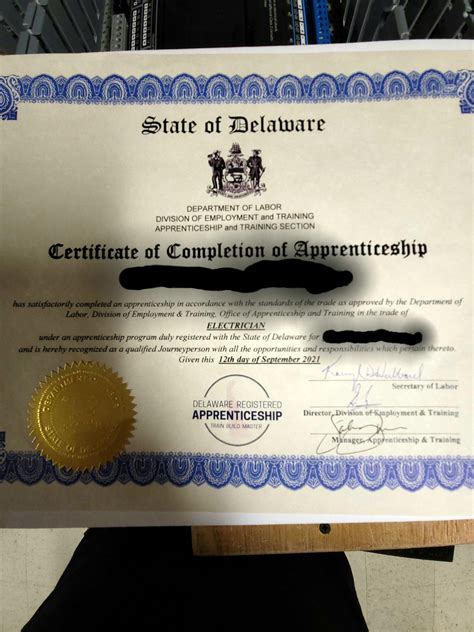 State of Delaware
DEPARTMENT OF LABOR
DIVISION OF EMPLOYMENT and TRAINING
APPRENTICESHIP and TRAINING SECTION
Certificate of Completion of Apprenticeship
has satisfactorily completed an apprenticeship in accordance with the standards of the trade as approved by the Department of
Labor, Division of Employment & Training, Office of Apprenticeship and Training in the trade of
ELECTRICIAN
under an apprenticeship program duly registered with the State of Delaware for
and is hereby recognized as a qualified Journeyperson with all the opportunities and responsibilities which pertain thereto.
Given this 12th day of September 2021
Secretary of Labor
DELAWARE REGISTERED
APPRENTICESHIP
TRAIN BUILD MASTER
Director, Division of Employment & Training
Manager, Apprenticeship & Training